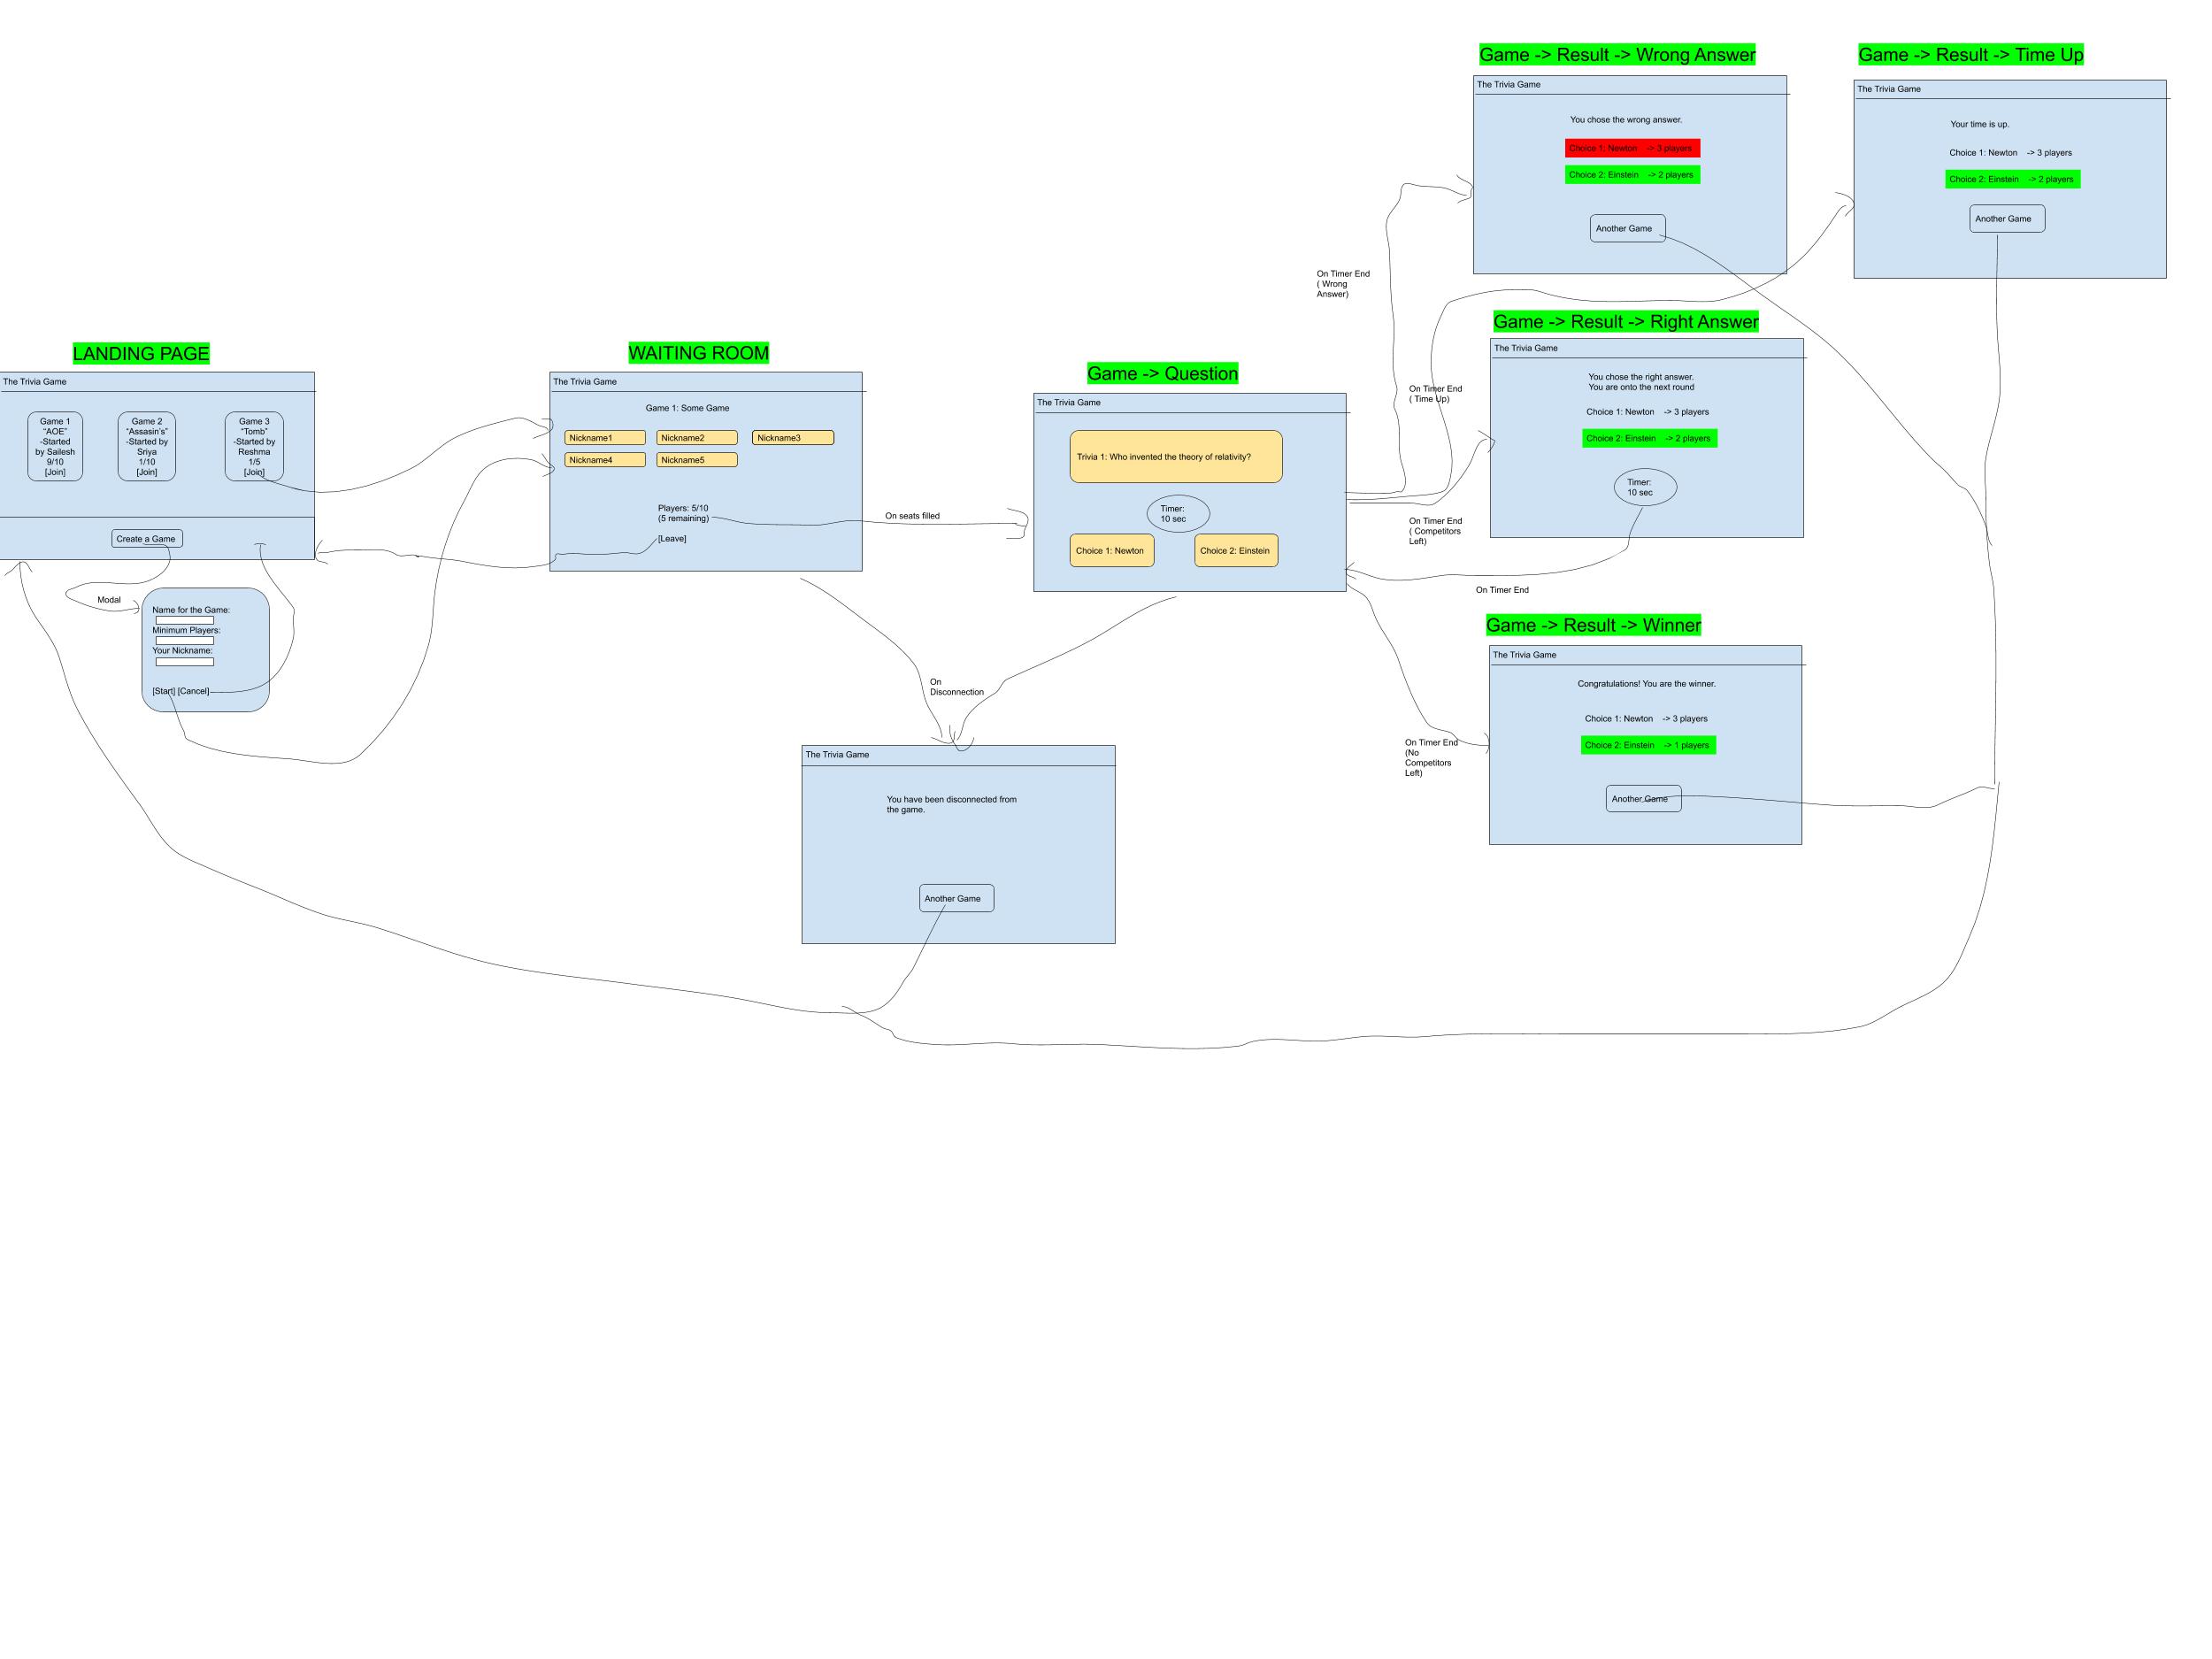 Game -> Result -> Wrong Answer
The Trivia Game
You chose the wrong answer.
Choice 1: Newton -> 3 players
Choice 2: Einstein -> 2 players
Another Game
Game -> Result -> Time Up
The Trivia Game
Your time is up.
Choice 1: Newton -> 3 players
Choice 2: Einstein -> 2 players
Another Game
LANDING PAGE
The Trivia Game
Game 1
“AOE”
-Started
by Sailesh
9/10
[Join]
Game 2
“Assasin’s”
-Started by
Sriya
1/10
[Join]
Game 3
“Tomb”
-Started by
Reshma
1/5
[Join]
Create a Game
Modal
Name for the Game:
Minimum Players:
Your Nickname:
[Start] [Cancel]
WAITING ROOM
The Trivia Game
Game 1: Some Game
Nickname1
Nickname2
Nickname3
Nickname4
Nickname5
Players: 5/10
(5 remaining)
[Leave]
On seats filled
Game -> Question
The Trivia Game
Trivia 1: Who invented the theory of relativity?
Timer:
10 sec
Choice 1: Newton
Choice 2: Einstein
On Timer End
( Wrong
Answer)
On Timer End
( Time Up)
On Timer End
( Competitors
Left)
Game -> Result -> Right Answer
The Trivia Game
You chose the right answer.
You are onto the next round
Choice 1: Newton -> 3 players
Choice 2: Einstein -> 2 players
Timer:
10 sec
On Timer End
On Timer End
(No
Competitors
Left)
Game -> Result -> Winner
The Trivia Game
Congratulations! You are the winner.
Choice 1: Newton -> 3 players
Choice 2: Einstein -> 1 players
Another Game
On
Disconnection
The Trivia Game
You have been disconnected from
the game.
Another Game